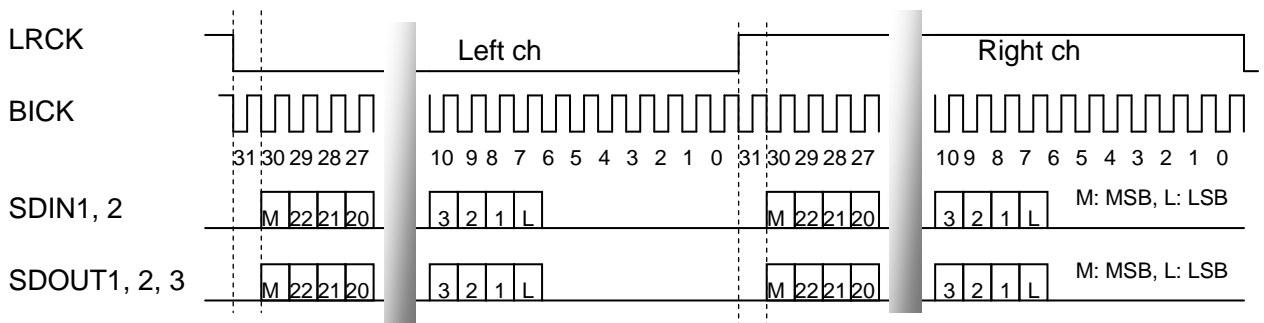 LRCK Left ch Right ch
BICK
31 30 29 28 27 10 9 8 7 6 5 4 3 2 1 0 31 30 29 28 27 10 9 8 7 6 5 4 3 2 1 0
SDIN1, 2 M 22 21 20 3 2 1 L M 22 21 20 3 2 1 L M: MSB, L: LSB
SDOUT1, 2, 3 M 22 21 20 3 2 1 L M 22 21 20 3 2 1 L M: MSB, L: LSB